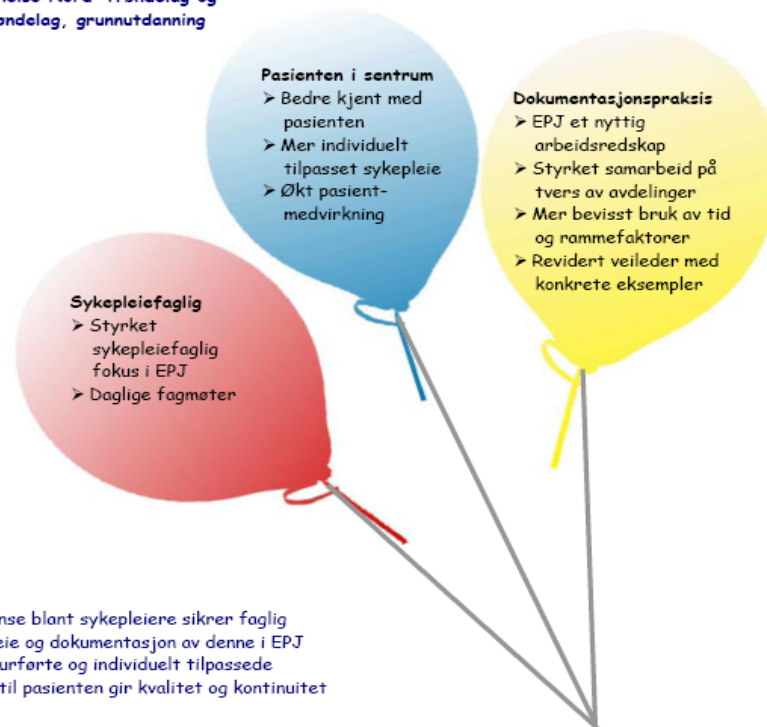 Nord-Trøndelag og
grunnutdanning
Pasienten i sentrum
➤ Bedre kjent med
pasienten
➤ Mer individuelt
tilpasset sykepleie
➤ Økt pasient-
medvirkning
Dokumentasjonspraksis
➤ EPJ et nyttig
arbeidsredskap
➤ Styrket samarbeid på
tvers av avdelinger
➤ Mer bevisst bruk av tid
og rammefaktorer
➤ Revidert veileder med
konkrete eksempler
Sykepleiefaglig
➤ Styrket
sykepleiefaglig
fokus i EPJ
➤ Daglige fagmøter
nse blant sykepleiere sikrer faglig
eie og dokumentasjon av denne i EPJ
urførte og individuelt tilpassede
til pasienten gir kvalitet og kontinuitet